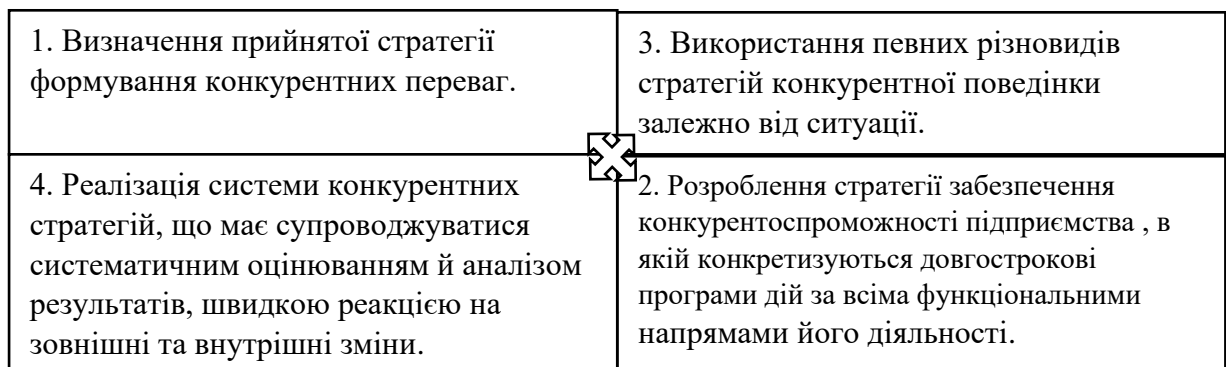 1. Визначення прийнятої стратегії
формування конкурентних переваг.
3. Використання певних різновидів
стратегій конкурентної поведінки
залежно від ситуації.
4. Реалізація системи конкурентних
стратегій, що має супроводжуватися
систематичним оцінюванням й аналізом
результатів, швидкою реакцією на
зовнішні та внутрішні зміни.
2. Розроблення стратегії забезпечення
конкурентоспроможності підприємства , в
якій конкретизуються довгострокові
програми дій за всіма функціональними
напрямами його діяльності.